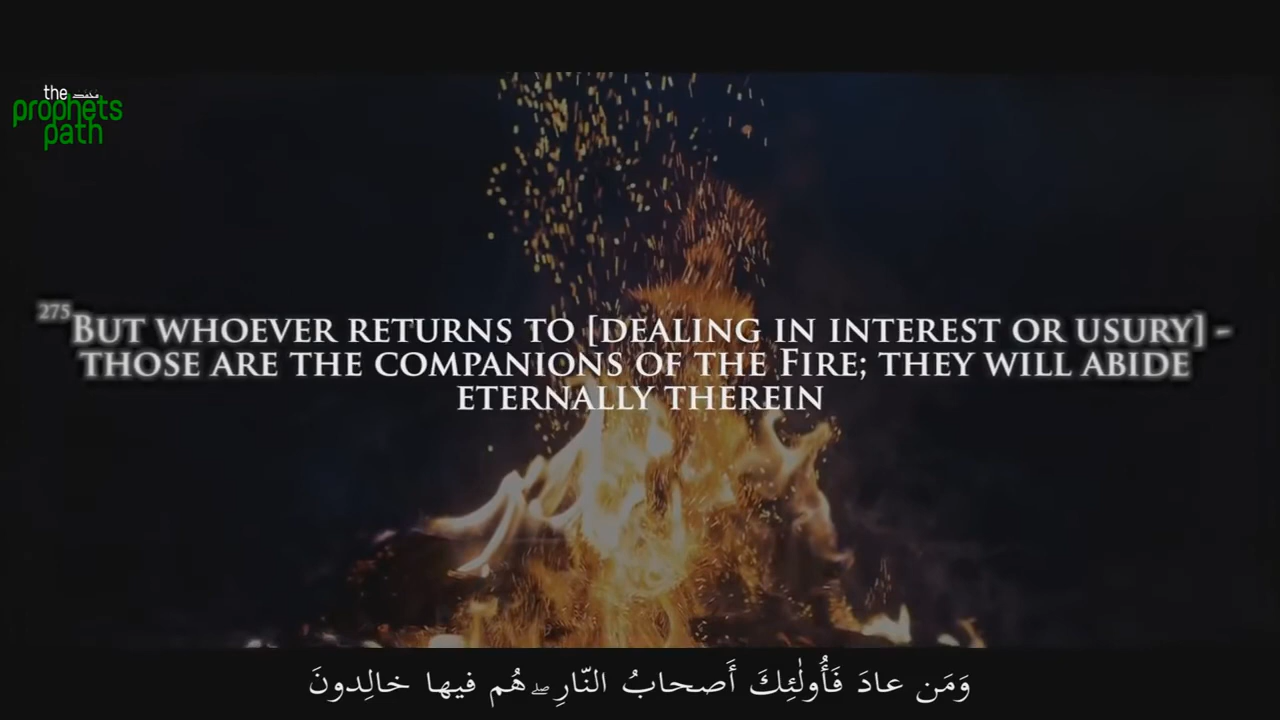 the
prophets
path
275 But whoever returns to [dealing in interest or usury] -
those are the companions of the Fire; they will abide
eternally therein
وَمَن عادَ فَأُولٰئِكَ أَصحابُ النّارِ ۖ هُم فيها خالِدونَ